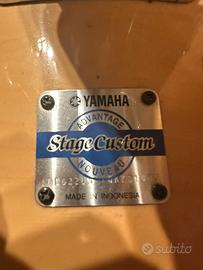 YAMAHA
ADVANTAGE
Stage Custom
NOUVEAU
MADE IN INDONESIA
subito